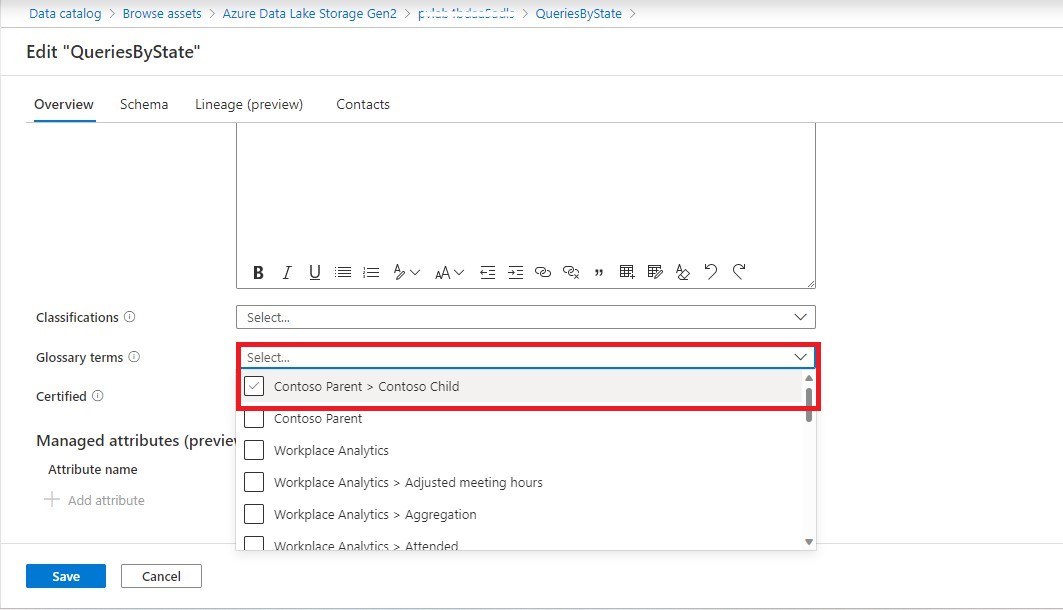 Data catalog > Browse assets > Azure Data Lake Storage Gen2 > > QueriesByState >
Edit "QueriesByState"
Overview Schema Lineage (preview) Contacts
B I U A AA "
Classifications Select...
Glossary terms Select...
Contoso Parent > Contoso Child
Certified
Contoso Parent
Managed attributes
Workplace Analytics
Attribute name
Workplace Analytics > Adjusted meeting hours
Add attribute
Workplace Analytics > Aggregation
Workplace Analytics > Attended
Save Cancel